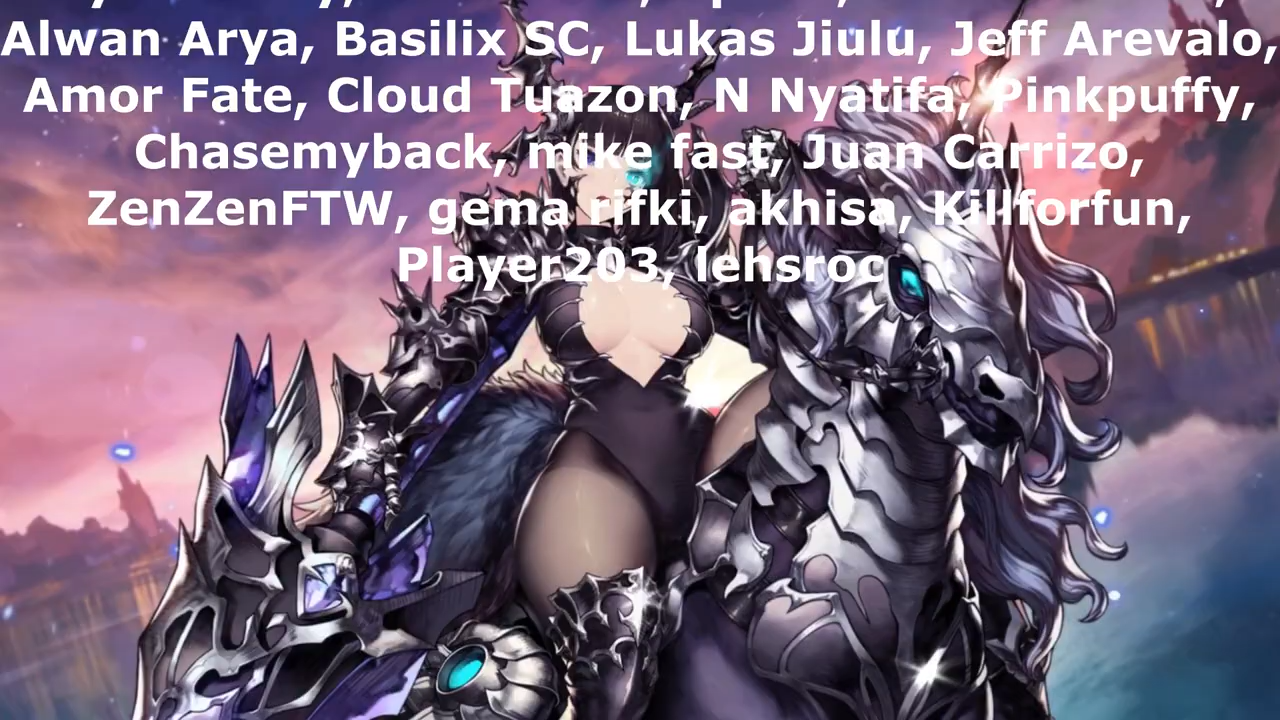 Alwan Arya, Basilix SC, Lukas Jiulu, Jeff Arevalo,
Amor Fate, Cloud Tuazon, N Nyatifa, Pinkpuffy,
Chasemyback, mike fast, Juan Carrizo,
ZenZenFTW, gema rifki, akhisa, Killforfun,
Player203, lehsroc